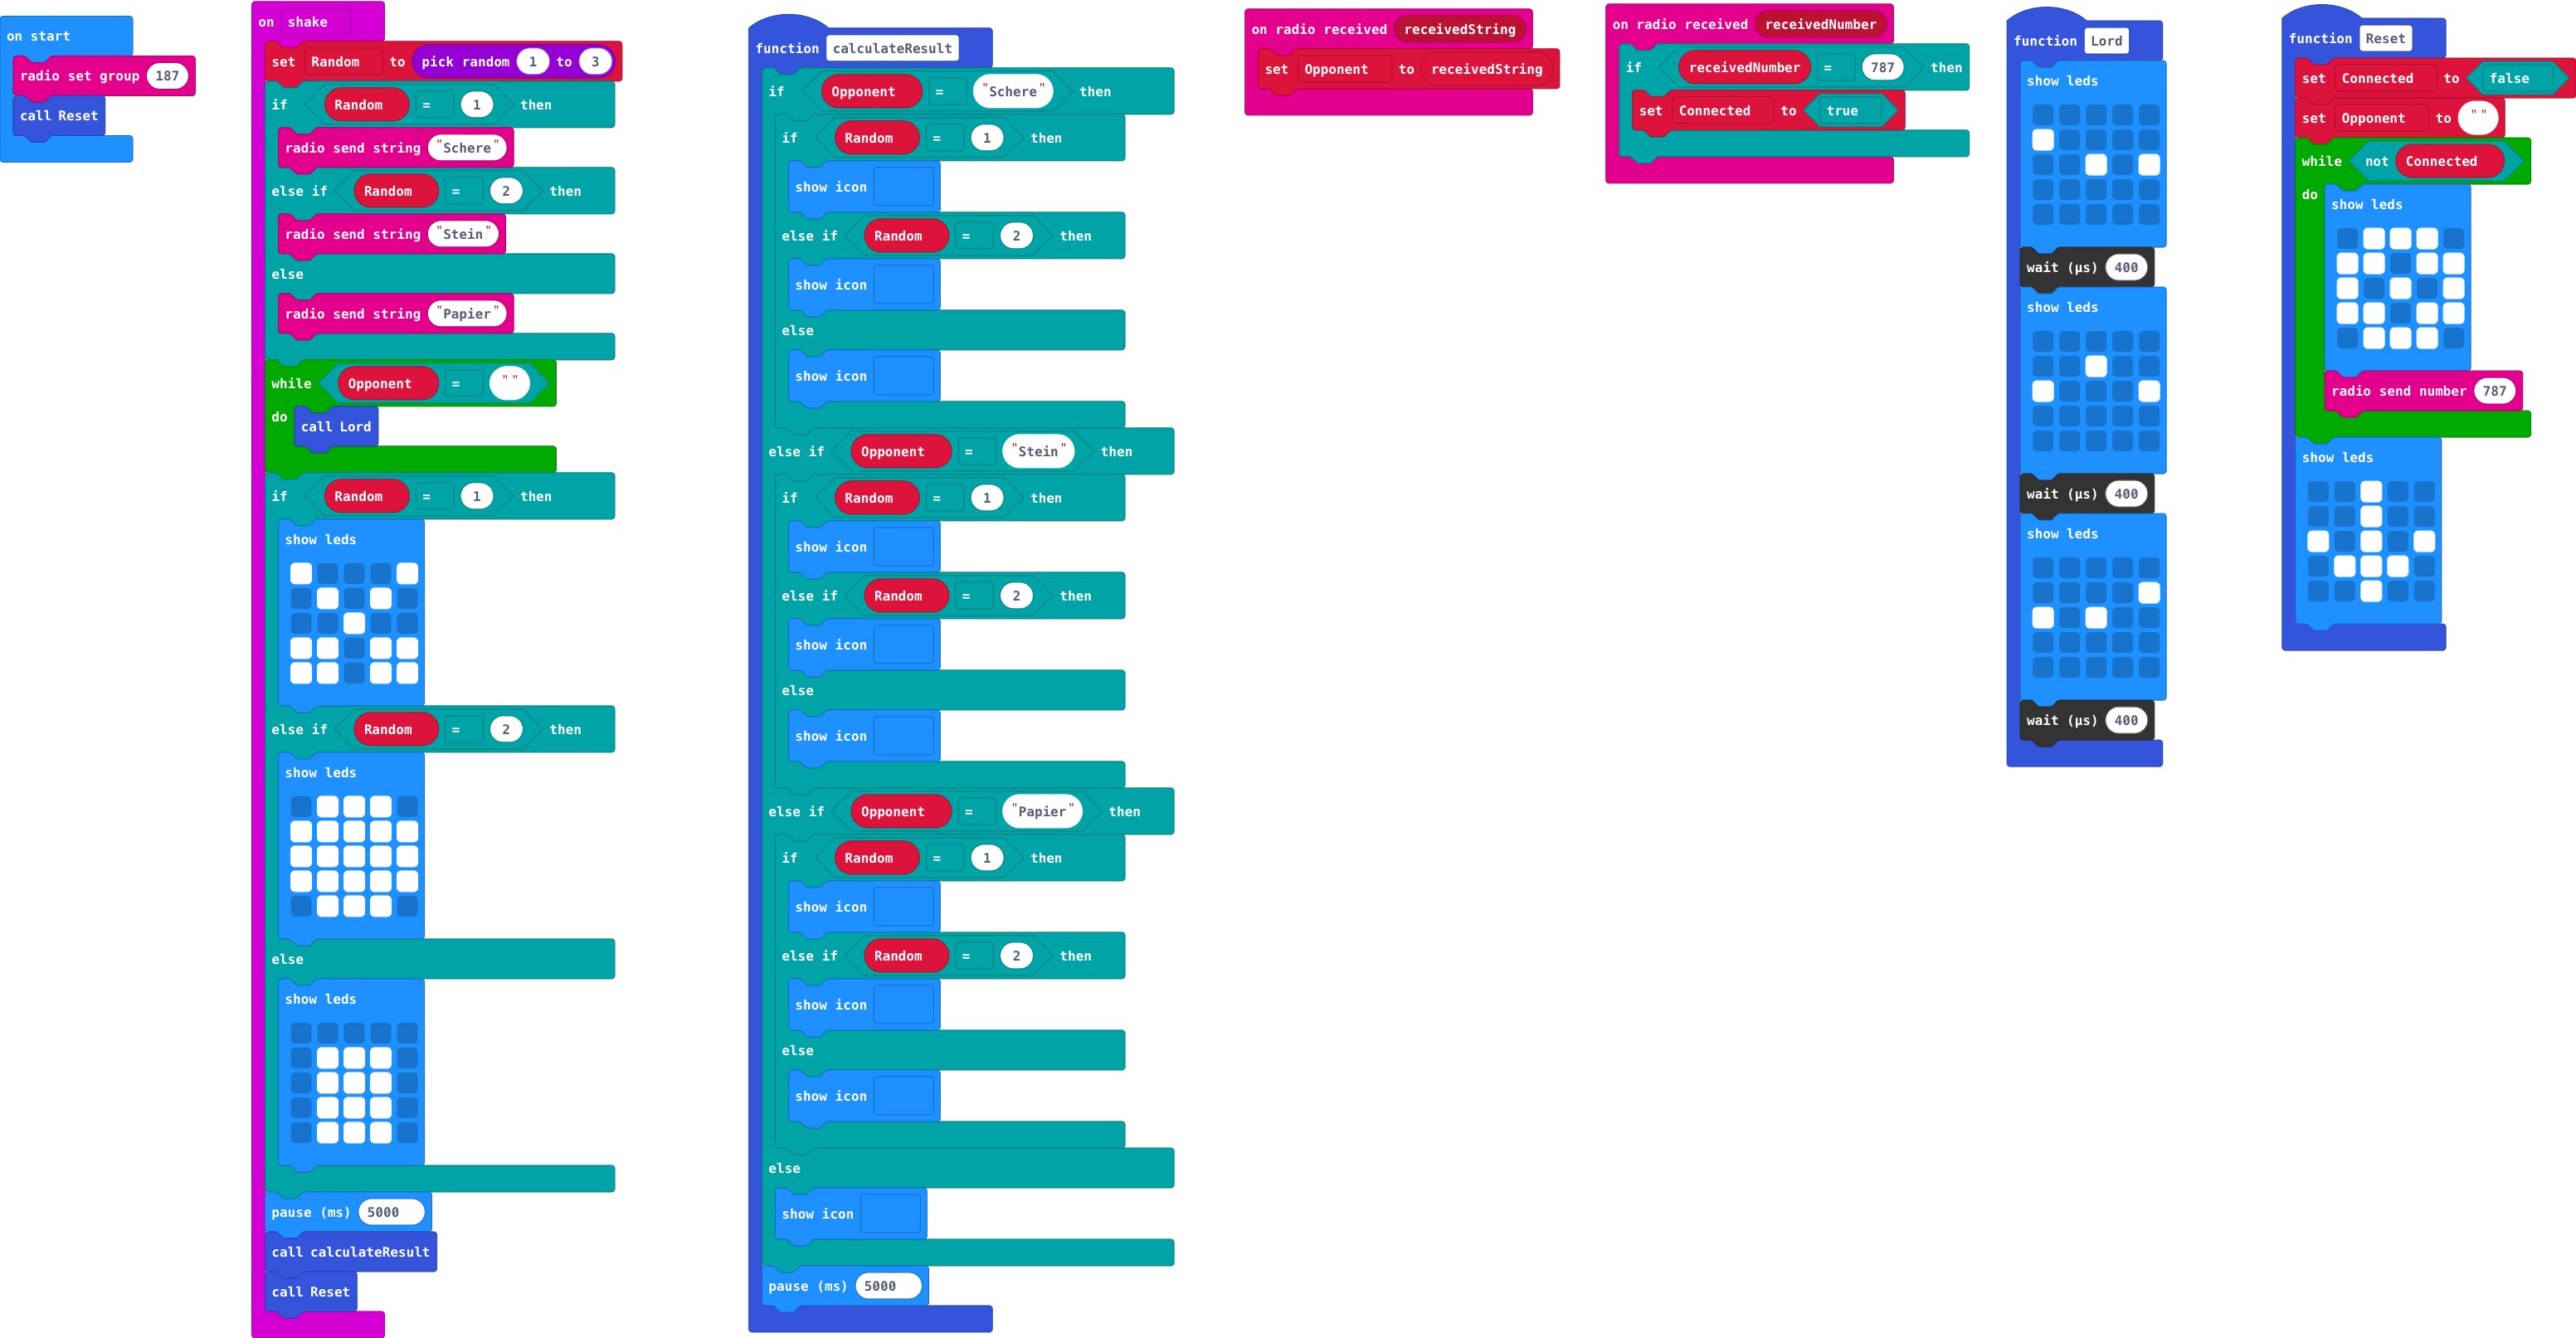 on start
radio set group 187
call Reset
on shake
set Random to pick random 1 to 3
if Random = 1 then
radio send string "Schere"
else if Random = 2 then
radio send string "Stein"
else
radio send string "Papier"
while Opponent = " "
do call Lord
if Random = 1 then
show leds
else if Random = 2 then
show leds
else
show leds
pause (ms) 5000
call calculateResult
call Reset
function calculateResult
if Opponent = "Schere" then
if Random = 1 then
show icon
else if Random = 2 then
show icon
else
show icon
else if Opponent = "Stein" then
if Random = 1 then
show icon
else if Random = 2 then
show icon
else
show icon
else if Opponent = "Papier" then
if Random = 1 then
show icon
else if Random = 2 then
show icon
else
show icon
else
show icon
pause (ms) 5000
on radio received receivedString
set Opponent to receivedString
on radio received receivedNumber
if receivedNumber = 787 then
set Connected to true
function Lord
show leds
wait (µs) 400
show leds
wait (µs) 400
show leds
wait (µs) 400
function Reset
set Connected to false
set Opponent to " "
while not Connected
do
show leds
radio send number 787
show leds